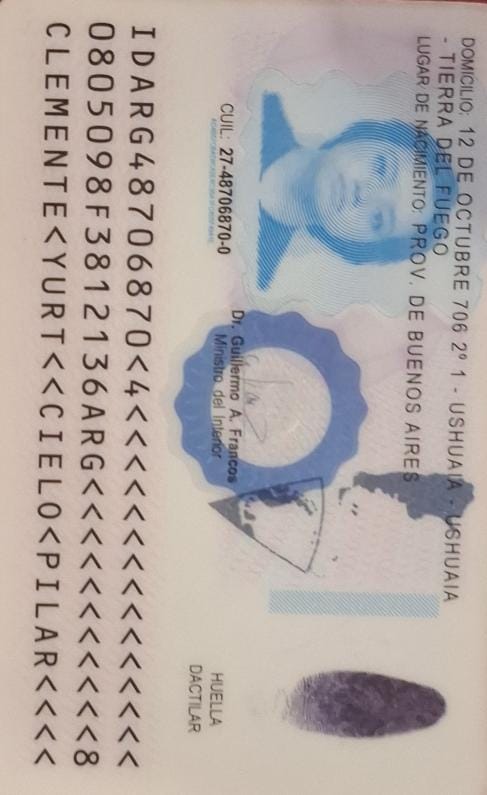 DOMICILIO: 12 DE OCTUBRE 706 2º 1 - USHUAIA - USHUAIA
- TIERRA DEL FUEGO
LUGAR DE NACIMIENTO: PROV. DE BUENOS AIRES
CUIL: 27-48706870-0
Dr. Guillermo A. Francos
Ministro del Interior
HUELLA
DACTILAR
IDARG48706870<4<<<<<<<<<<<<<<<
0805098F3812136ARG<<<<<<<<<<<8
CLEMENTE<YURT<<CIELO<PILAR<<<<